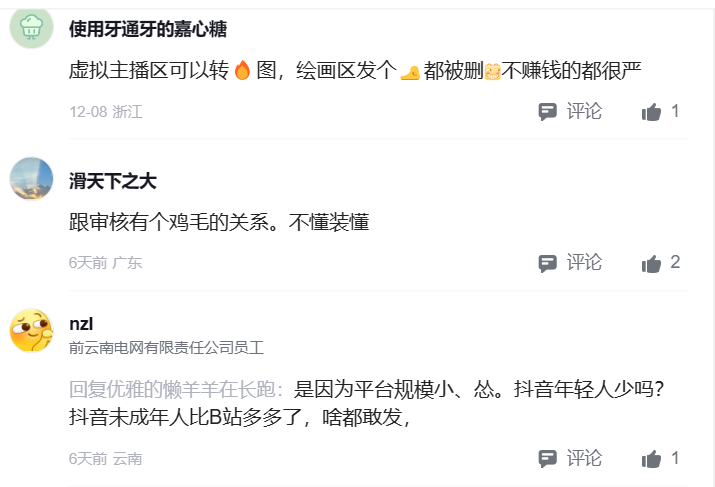 使用牙通牙的嘉心糖
虚拟主播区可以转🔥图，绘画区发个🦶都被删😬不赚钱的都很严
12-08 浙江
评论 1
滑天下之大
跟审核有个鸡毛的关系。不懂装懂
6天前 广东
评论 2
nzl
前云南电网有限责任公司员工
回复优雅的懒羊羊在长跑：是因为平台规模小、怂。抖音年轻人少吗？
抖音未成年人比B站多多了，啥都敢发，
6天前 云南
评论 1